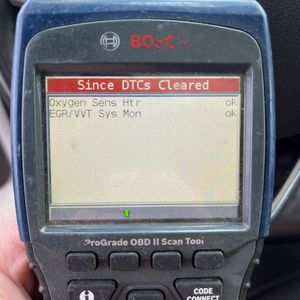 BOSCH
Since DTCs Cleared
Oxygen Sens Htr ok
EGR/VVT Sys Mon ok
ProGrade OBD II Scan Tool
CODE
CONNECT